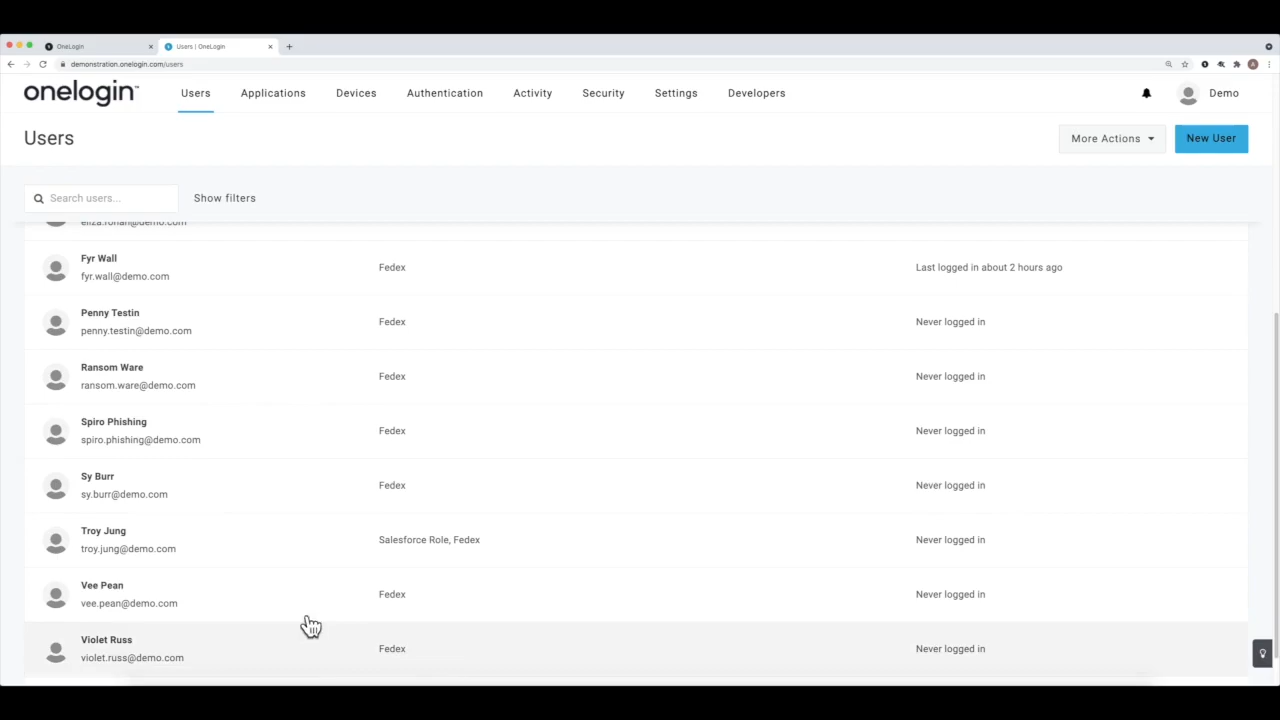 OneLogin
Users | OneLogin
demonstration.onelogin.com/users
A
onelogin™
Users
Applications
Devices
Authentication
Activity
Security
Settings
Developers
Demo
Users
More Actions
New User
Search users...
Show filters
eliza.rohan@demo.com
Fyr Wall
fyr.wall@demo.com
Fedex
Last logged in about 2 hours ago
Penny Testin
penny.testin@demo.com
Fedex
Never logged in
Ransom Ware
ransom.ware@demo.com
Fedex
Never logged in
Spiro Phishing
spiro.phishing@demo.com
Fedex
Never logged in
Sy Burr
sy.burr@demo.com
Fedex
Never logged in
Troy Jung
troy.jung@demo.com
Salesforce Role, Fedex
Never logged in
Vee Pean
vee.pean@demo.com
Fedex
Never logged in
Violet Russ
violet.russ@demo.com
Fedex
Never logged in